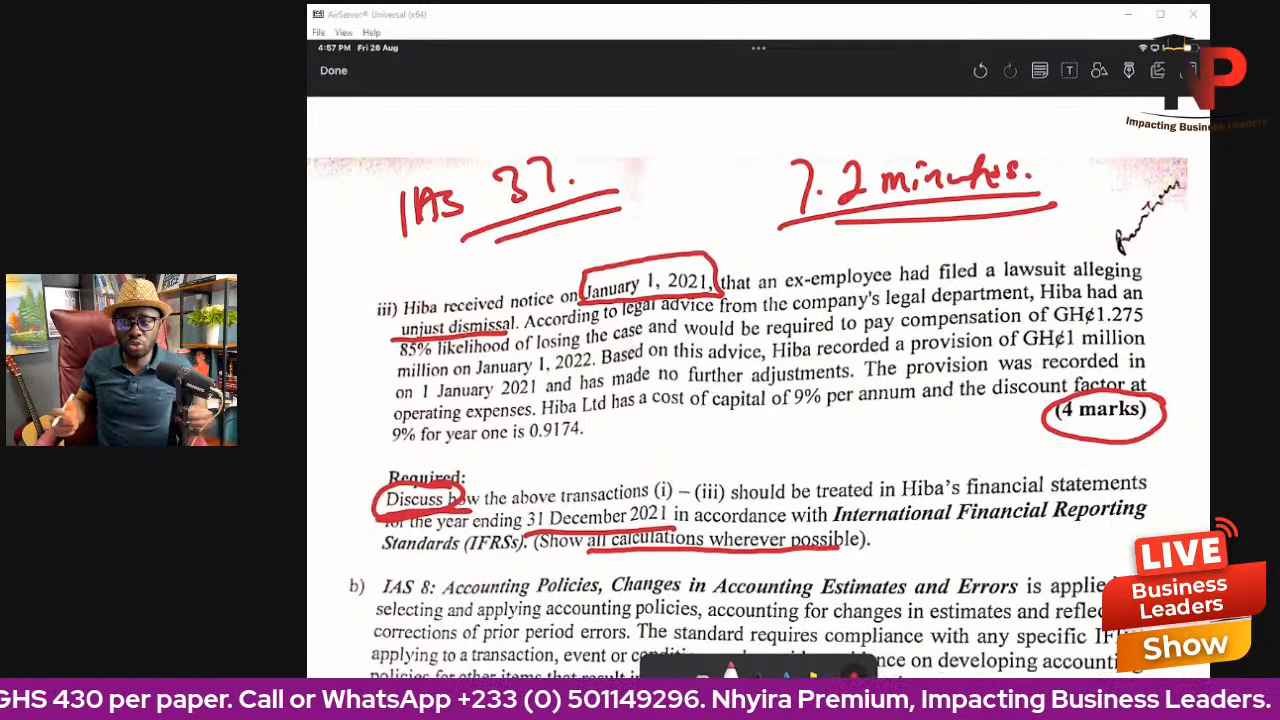 AirServer® Universal (x64)
File View Help
4:57 PM Fri 26 Aug
Done
T
P
Impacting Business Leaders
IAS 37.
7.2 minutes.
iii) Hiba received notice on January 1, 2021, that an ex-employee had filed a lawsuit alleging
unjust dismissal. According to legal advice from the company's legal department, Hiba had an
85% likelihood of losing the case and would be required to pay compensation of GH¢1.275
million on January 1, 2022. Based on this advice, Hiba recorded a provision of GH¢1 million
on 1 January 2021 and has made no further adjustments. The provision was recorded in
operating expenses. Hiba Ltd has a cost of capital of 9% per annum and the discount factor at
9% for year one is 0.9174.
(4 marks)
Required:
Discuss how the above transactions (i) – (iii) should be treated in Hiba's financial statements
for the year ending 31 December 2021 in accordance with International Financial Reporting
Standards (IFRSs). (Show all calculations wherever possible).
b) IAS 8: Accounting Policies, Changes in Accounting Estimates and Errors is
selecting and applying accounting policies, accounting for changes in estimates and
corrections of prior period errors. The standard requires compliance with any specific
applying to a transaction, event or on developing accounting
LIVE
Business
Leaders
Show
GHS 430 per paper. Call or WhatsApp +233 (0) 501149296. Nhyira Premium, Impacting Business Leaders.